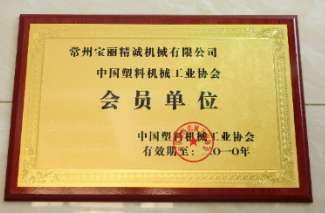 常州宝丽精诚机械有限公司
中国塑料机械工业协会
会员单位
中国塑料机械工业协会
有效期至：二〇一〇年